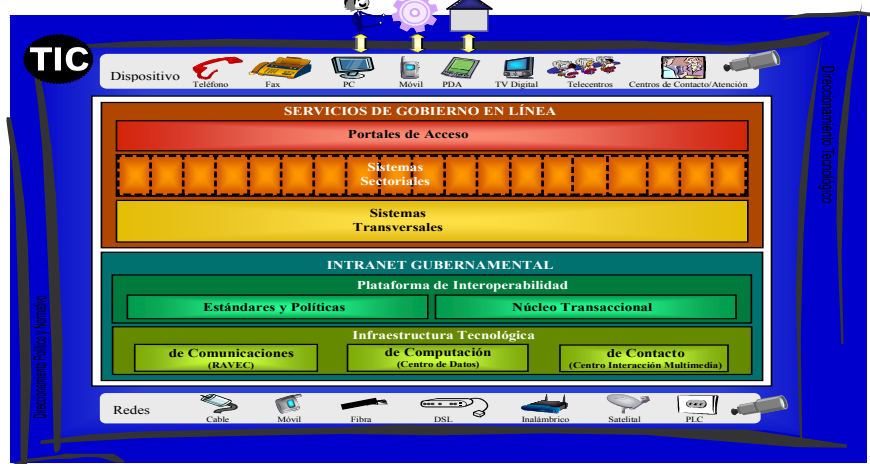 TIC
Dispositivo
Teléfono
Fax
PC
Móvil
PDA
TV Digital
Telecentros
Centros de Contacto/Atención
SERVICIOS DE GOBIERNO EN LÍNEA
Portales de Acceso
Sistemas
Sectoriales
Sistemas
Transversales
INTRANET GUBERNAMENTAL
Plataforma de Interoperabilidad
Estándares y Políticas
Núcleo Transaccional
Infraestructura Tecnológica
de Comunicaciones
(RAVEC)
de Computación
(Centro de Datos)
de Contacto
(Centro Interacción Multimedia)
Redes
Cable
Móvil
Fibra
DSL
Inalámbrico
Satelital
PLC